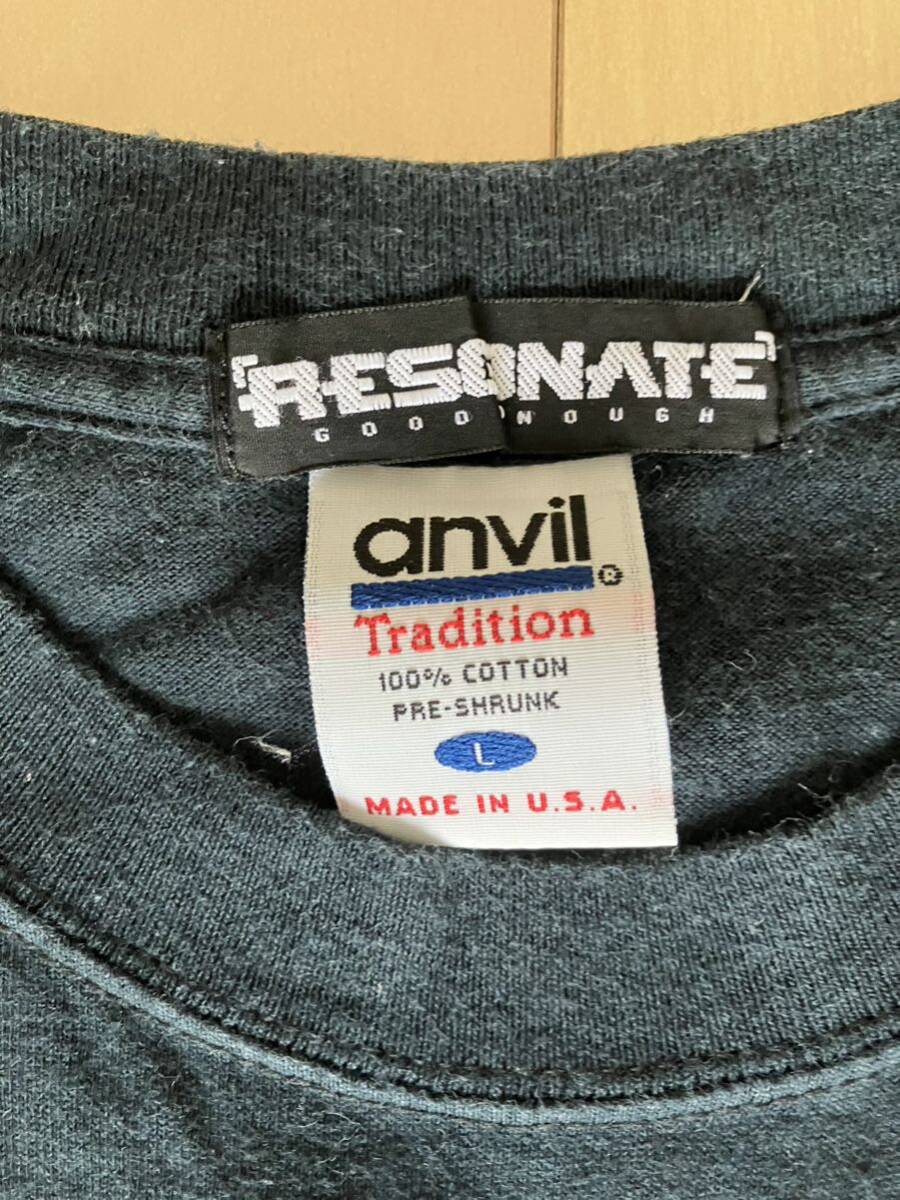 「RESONATE」
GOODENOUGH
anvil
®
Tradition
100% COTTON
PRE-SHRUNK
L
MADE IN U.S.A.